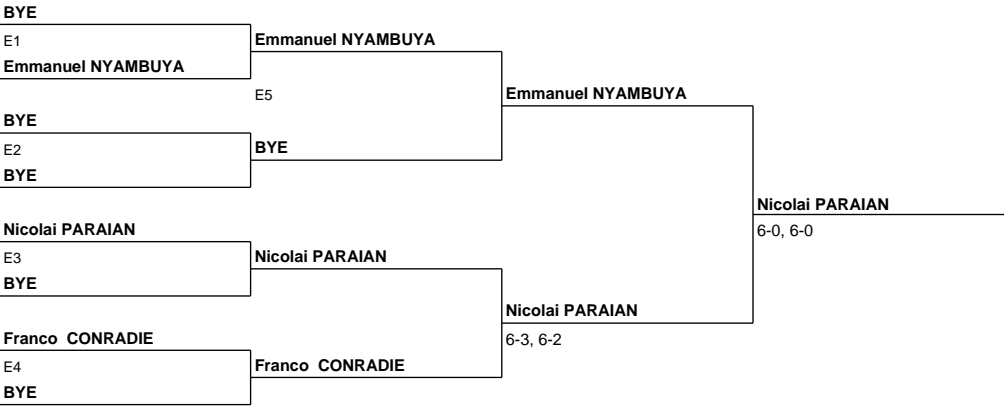 BYE
E1
Emmanuel NYAMBUYA
Emmanuel NYAMBUYA
E5
Emmanuel NYAMBUYA
BYE
E2
BYE
BYE
Nicolai PARAIAN
6-0, 6-0
Nicolai PARAIAN
E3
BYE
Nicolai PARAIAN
Nicolai PARAIAN
6-3, 6-2
Franco  CONRADIE
E4
BYE
Franco  CONRADIE